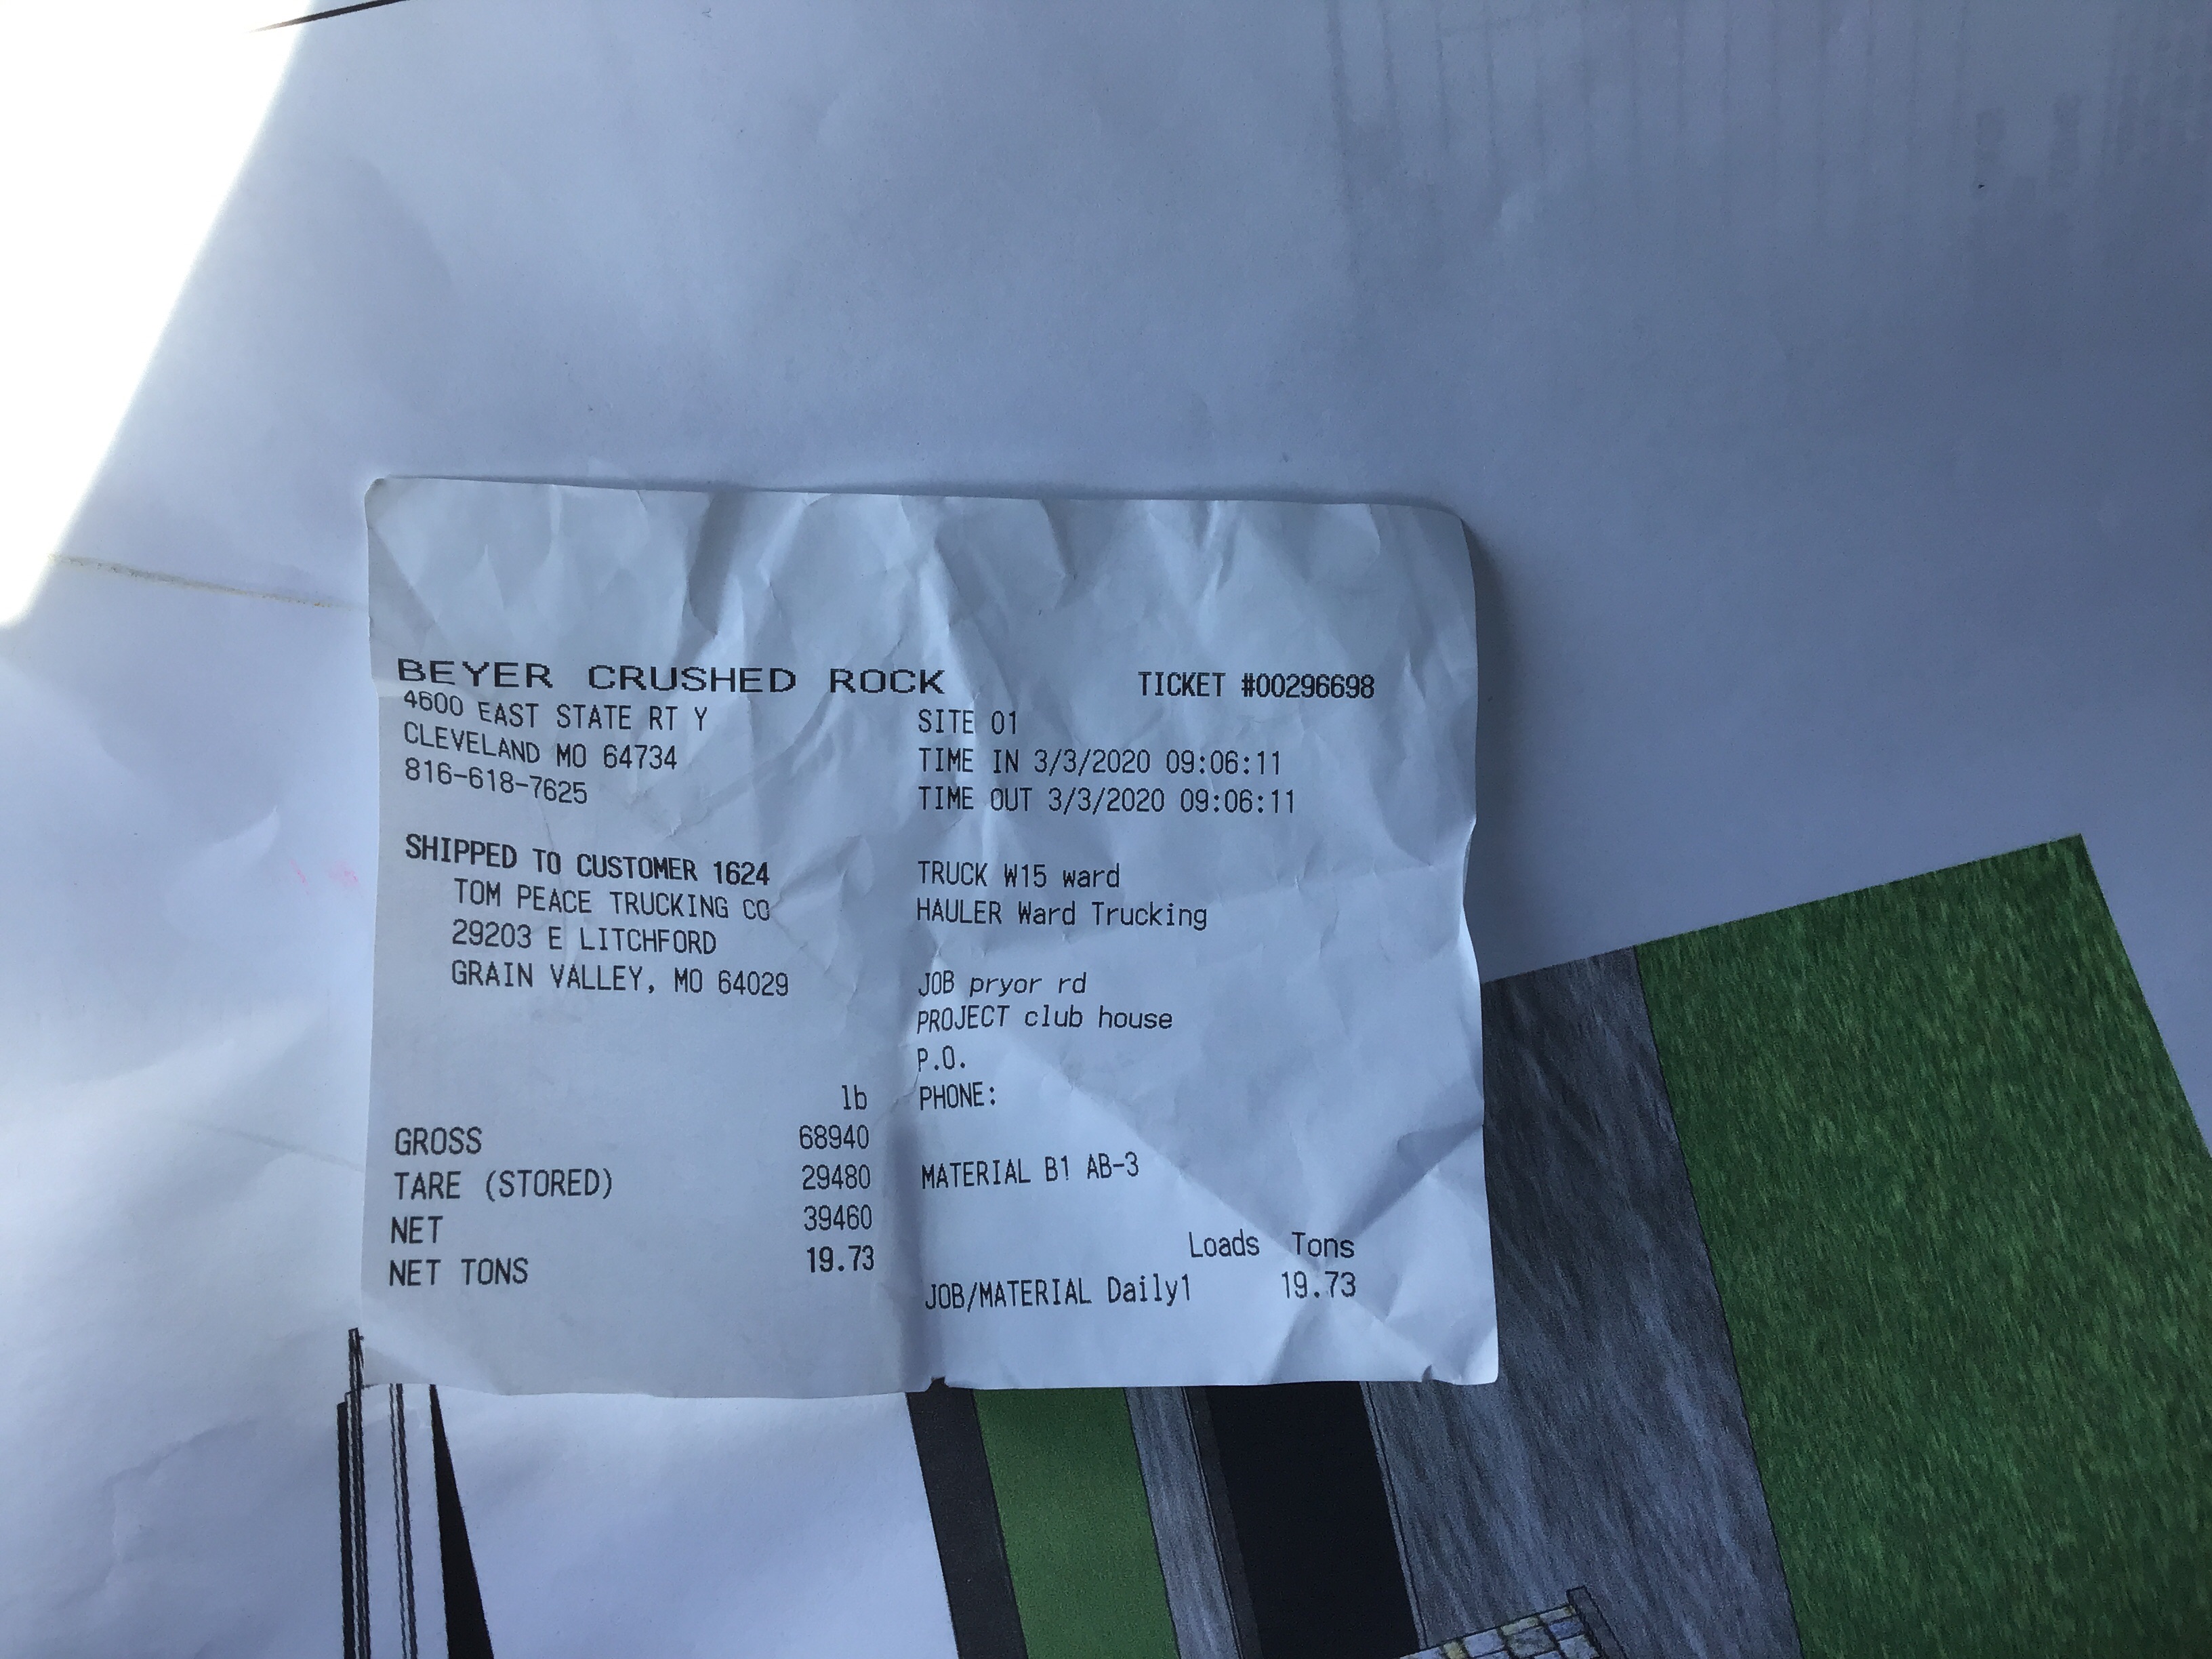 BEYER CRUSHED ROCK
4600 EAST STATE RT Y
CLEVELAND MO 64734
816-618-7625
TICKET #00296698
SITE 01
TIME IN 3/3/2020 09:06:11
TIME OUT 3/3/2020 09:06:11
SHIPPED TO CUSTOMER 1624
TOM PEACE TRUCKING CO
29203 E LITCHFORD
GRAIN VALLEY, MO 64029
TRUCK W15 ward
HAULER Ward Trucking
JOB pryor rd
PROJECT club house
P.O.
PHONE:
lb
GROSS 68940
TARE (STORED) 29480
NET 39460
NET TONS 19.73
MATERIAL B1 AB-3
Loads Tons
JOB/MATERIAL Daily1 19.73